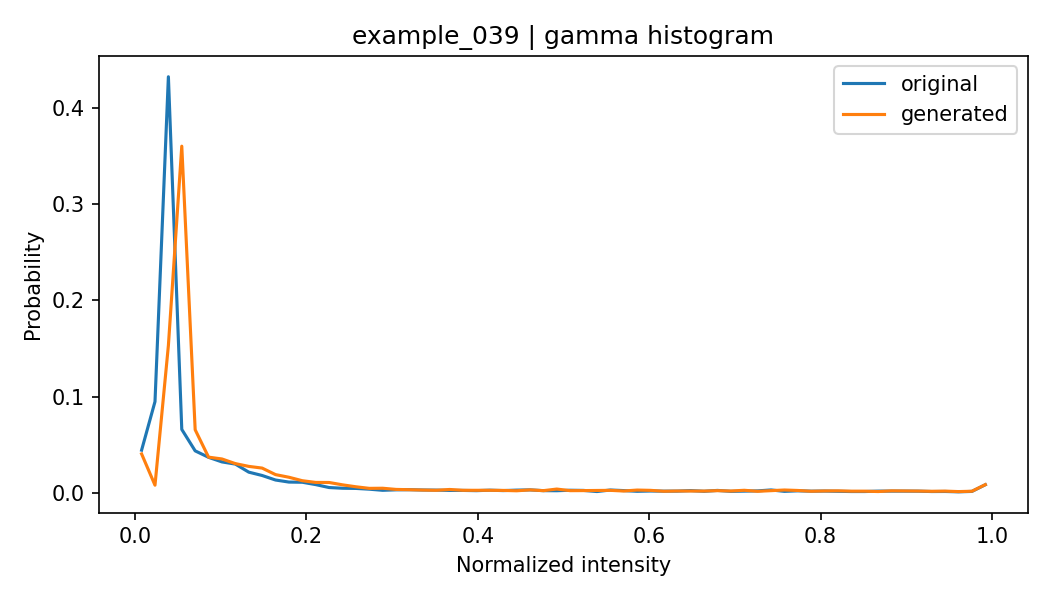 example_039 | gamma histogram
original
generated
Probability
0.4
0.3
0.2
0.1
0.0
0.0 0.2 0.4 0.6 0.8 1.0
Normalized intensity